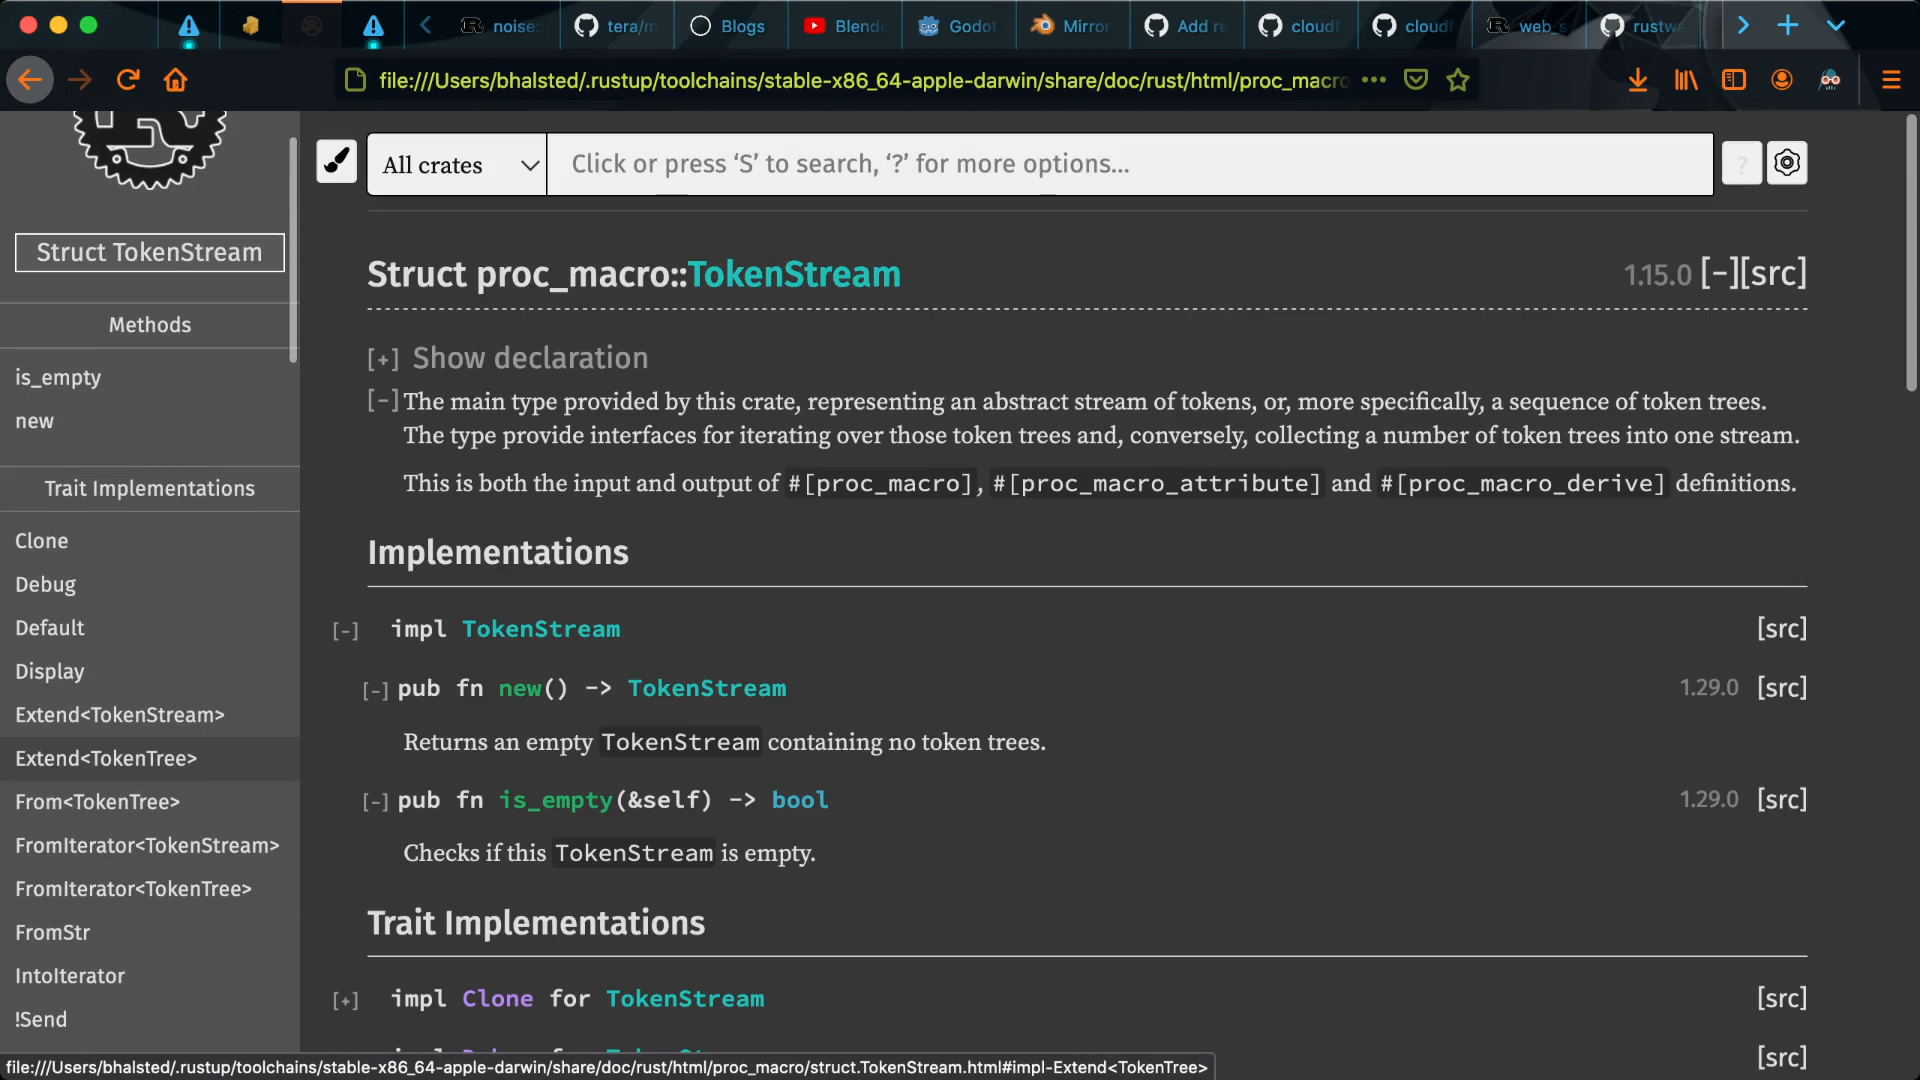 noise:
tera/m
Blogs
Blende
Godot
Mirror
Add re
cloudf
cloudf
web_s
rustwa
file:///Users/bhalsted/.rustup/toolchains/stable-x86_64-apple-darwin/share/doc/rust/html/proc_macro
All crates
Click or press ‘S’ to search, ‘?’ for more options…
?
Struct TokenStream
Methods
is_empty
new
Trait Implementations
Clone
Debug
Default
Display
Extend<TokenStream>
Extend<TokenTree>
From<TokenTree>
FromIterator<TokenStream>
FromIterator<TokenTree>
FromStr
IntoIterator
!Send
Struct proc_macro::TokenStream
1.15.0 [-][src]
[+] Show declaration
[-] The main type provided by this crate, representing an abstract stream of tokens, or, more specifically, a sequence of token trees.
The type provide interfaces for iterating over those token trees and, conversely, collecting a number of token trees into one stream.
This is both the input and output of #[proc_macro], #[proc_macro_attribute] and #[proc_macro_derive] definitions.
Implementations
[-] impl TokenStream [src]
[-] pub fn new() -> TokenStream 1.29.0 [src]
Returns an empty TokenStream containing no token trees.
[-] pub fn is_empty(&self) -> bool 1.29.0 [src]
Checks if this TokenStream is empty.
Trait Implementations
[+] impl Clone for TokenStream [src]
[src]
file:///Users/bhalsted/.rustup/toolchains/stable-x86_64-apple-darwin/share/doc/rust/html/proc_macro/struct.TokenStream.html#impl-Extend<TokenTree>